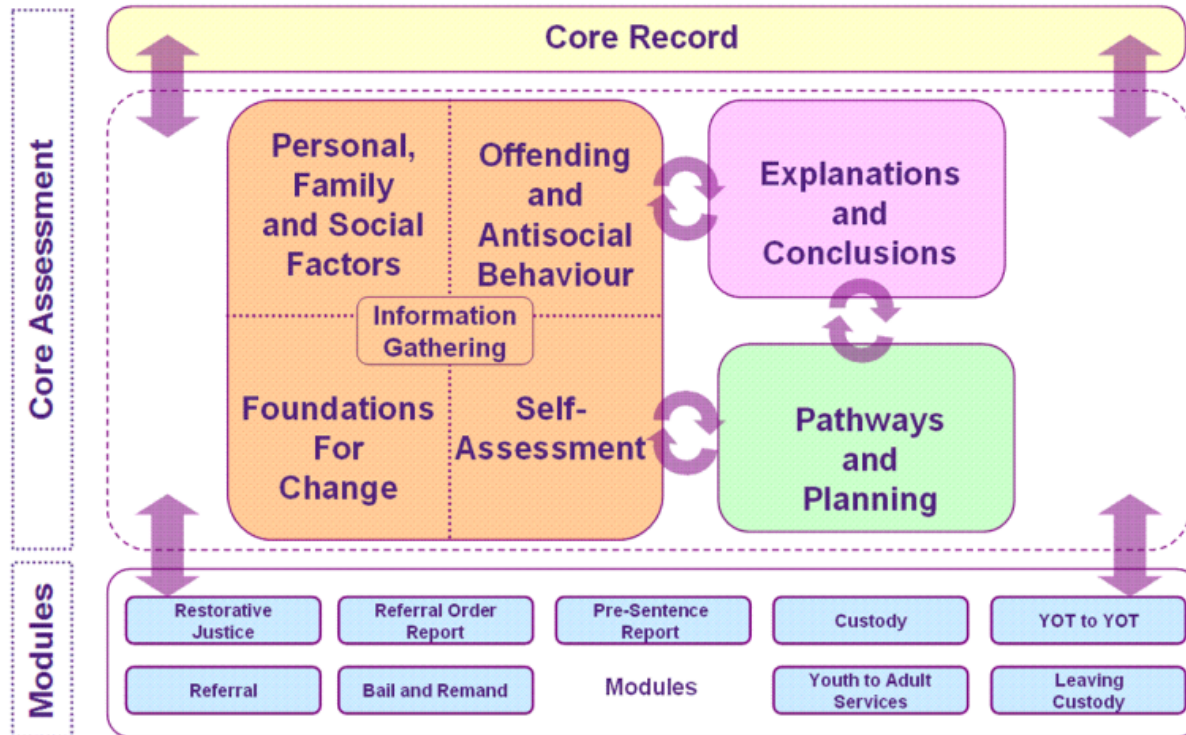 Core Assessment
Core Record
Personal,
Family
and Social
Factors
Offending
and
Antisocial
Behaviour
Explanations
and
Conclusions
Information
Gathering
Foundations
For
Change
Self-
Assessment
Pathways
and
Planning
Modules
Restorative
Justice
Referral Order
Report
Pre-Sentence
Report
Custody
YOT to YOT
Referral
Bail and Remand
Modules
Youth to Adult
Services
Leaving
Custody